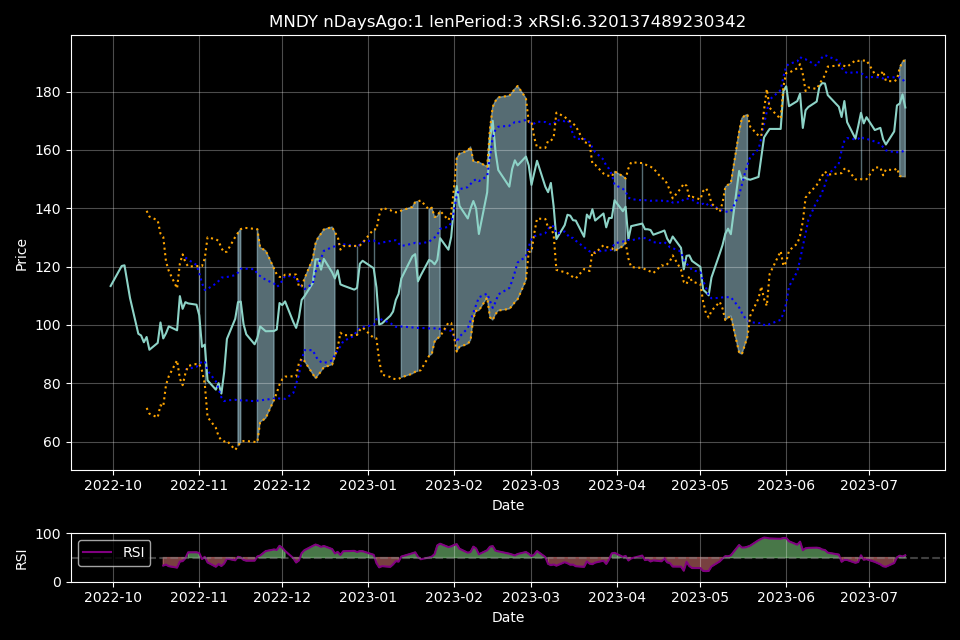 MNDY nDaysAgo:1 lenPeriod:3 xRSI:6.320137489230342
180
160
140
120
100
80
60
Price
2022-10 2022-11 2022-12 2023-01 2023-02 2023-03 2023-04 2023-05 2023-06 2023-07
Date
100
0
RSI
RSI
2022-10 2022-11 2022-12 2023-01 2023-02 2023-03 2023-04 2023-05 2023-06 2023-07
Date